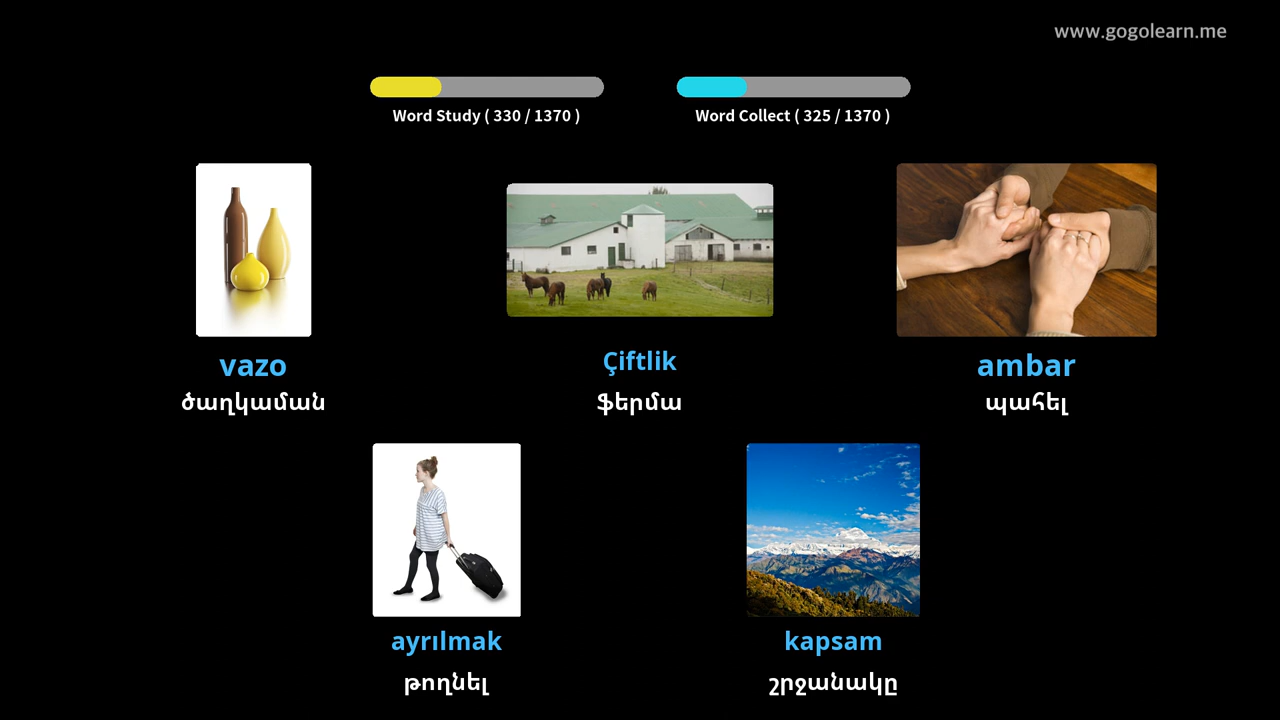 www.gogolearn.me
Word Study ( 330 / 1370 )
Word Collect ( 325 / 1370 )
vazo
ծաղկաման
Çiftlik
ֆերմա
ambar
պահել
ayrılmak
թողնել
kapsam
շրջանակը